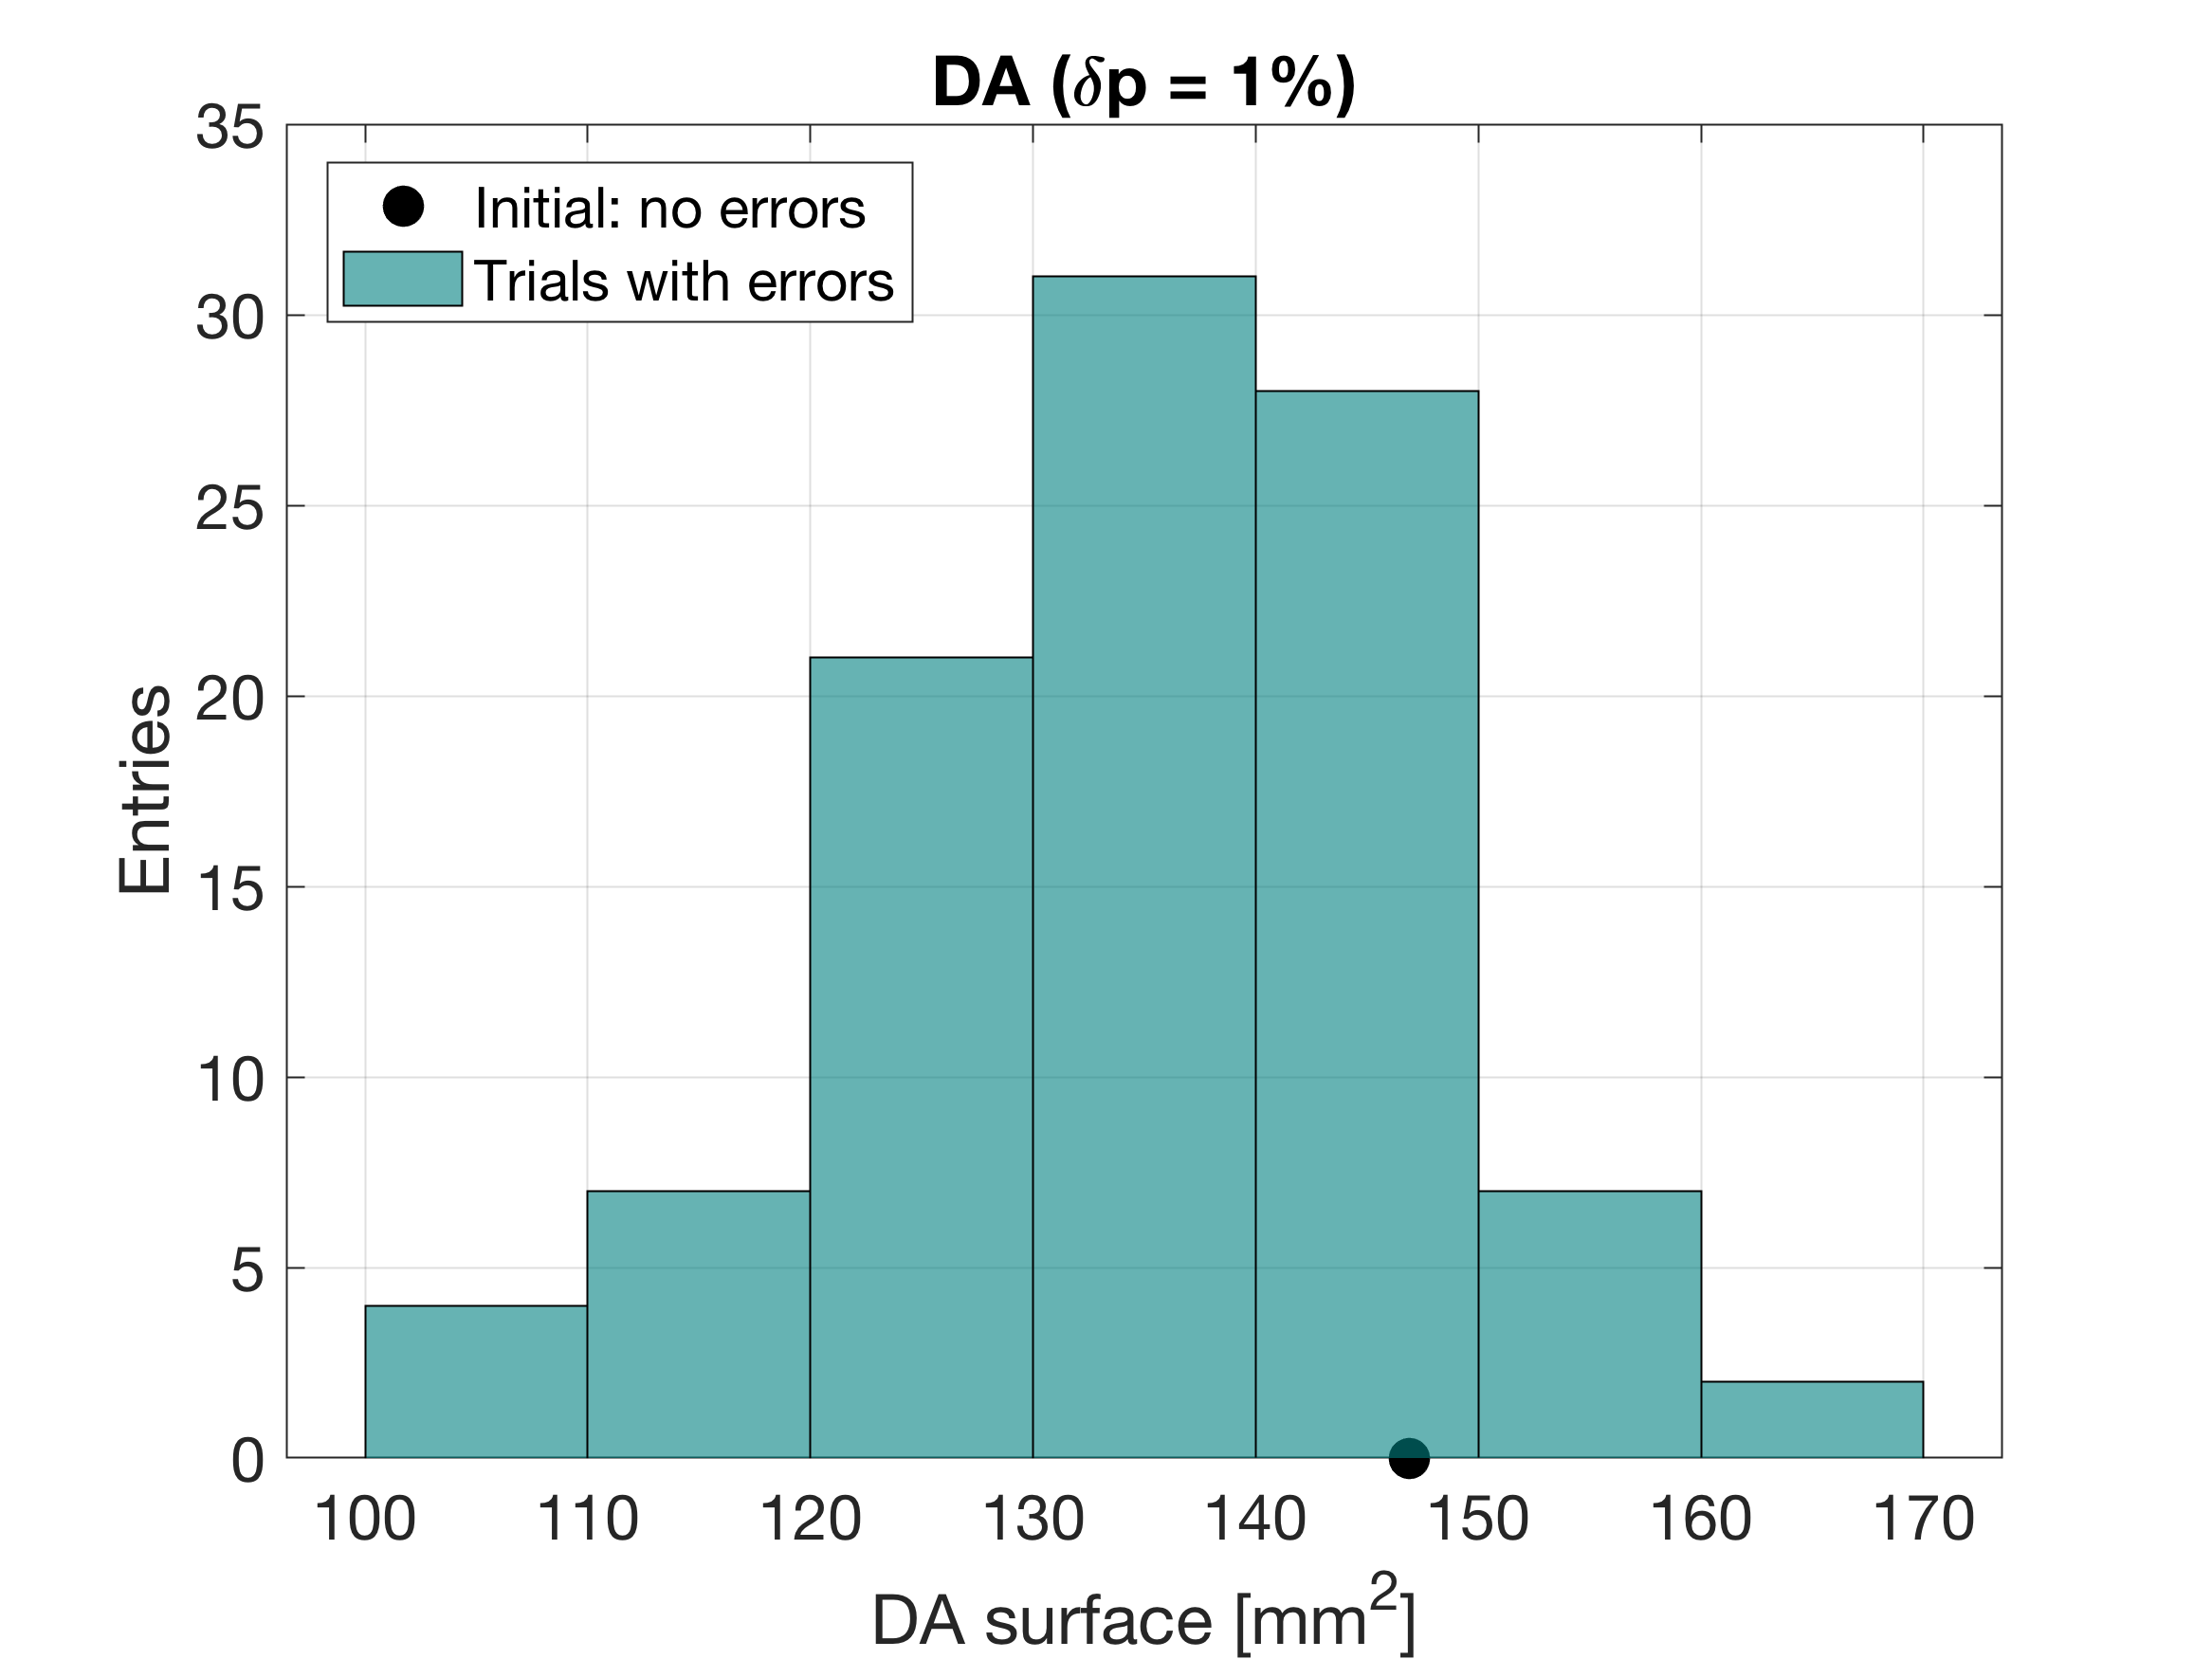 DA (δp = 1%)
Initial: no errors
Trials with errors
Entries
35
30
25
20
15
10
5
0
100 110 120 130 140 150 160 170
DA surface [mm²]